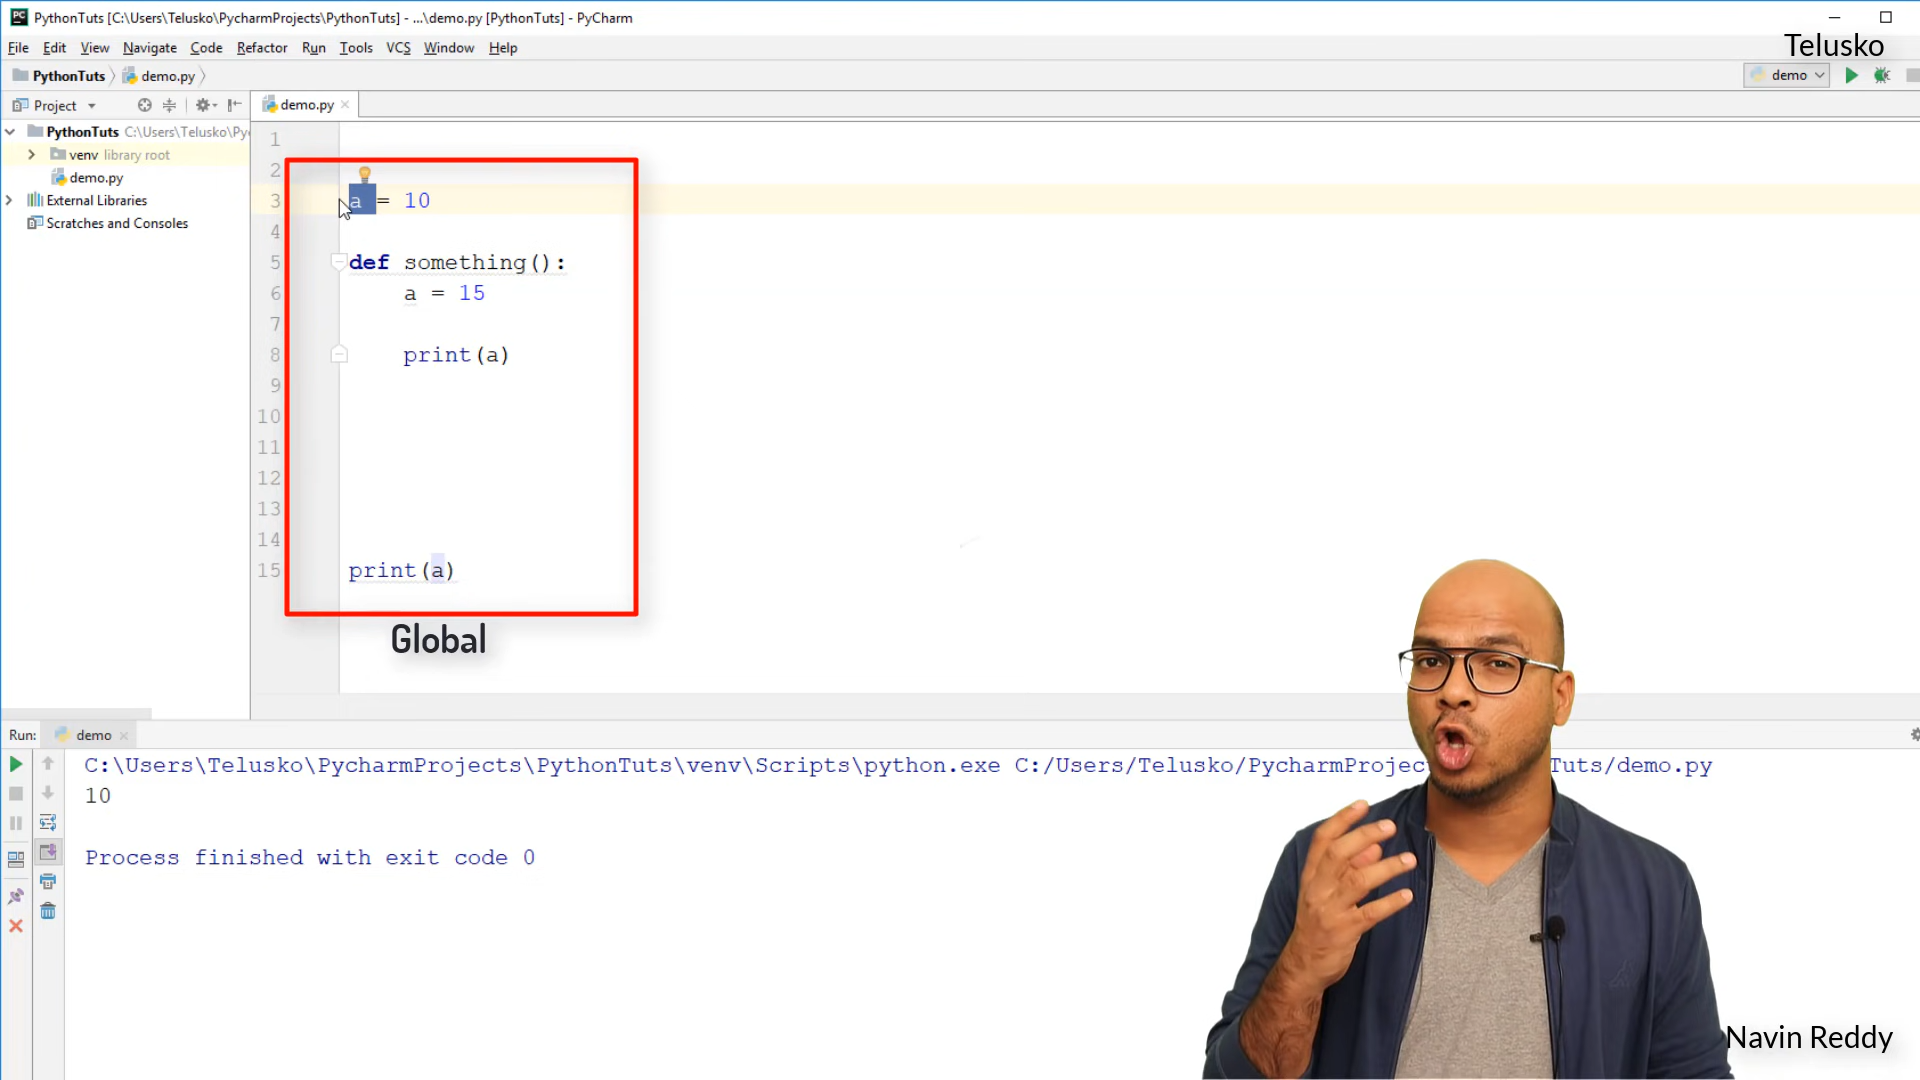 PythonTuts [C:\Users\Telusko\PycharmProjects\PythonTuts] - ...\demo.py [PythonTuts] - PyCharm
File Edit View Navigate Code Refactor Run Tools VCS Window Help
Telusko
PythonTuts demo.py
demo
Project
demo.py
PythonTuts C:\Users\Telusko\Py
venv library root
demo.py
External Libraries
Scratches and Consoles
1
2
3 a = 10
4
5 def something():
6 a = 15
7
8 print(a)
9
10
11
12
13
14
15 print(a)
Global
Run: demo
C:\Users\Telusko\PycharmProjects\PythonTuts\venv\Scripts\python.exe C:/Users/Telusko/PycharmProjec Tuts/demo.py
10
Process finished with exit code 0
Navin Reddy